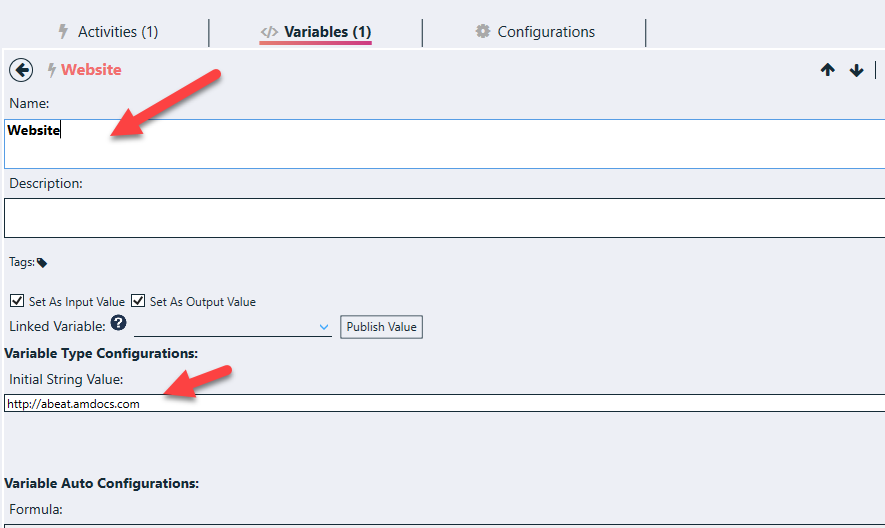 Activities (1) Variables (1) Configurations
Website
Name:
Website
Description:
Tags:
Set As Input Value Set As Output Value
Linked Variable: ? Publish Value
Variable Type Configurations:
Initial String Value:
http://abeat.amdocs.com
Variable Auto Configurations:
Formula: